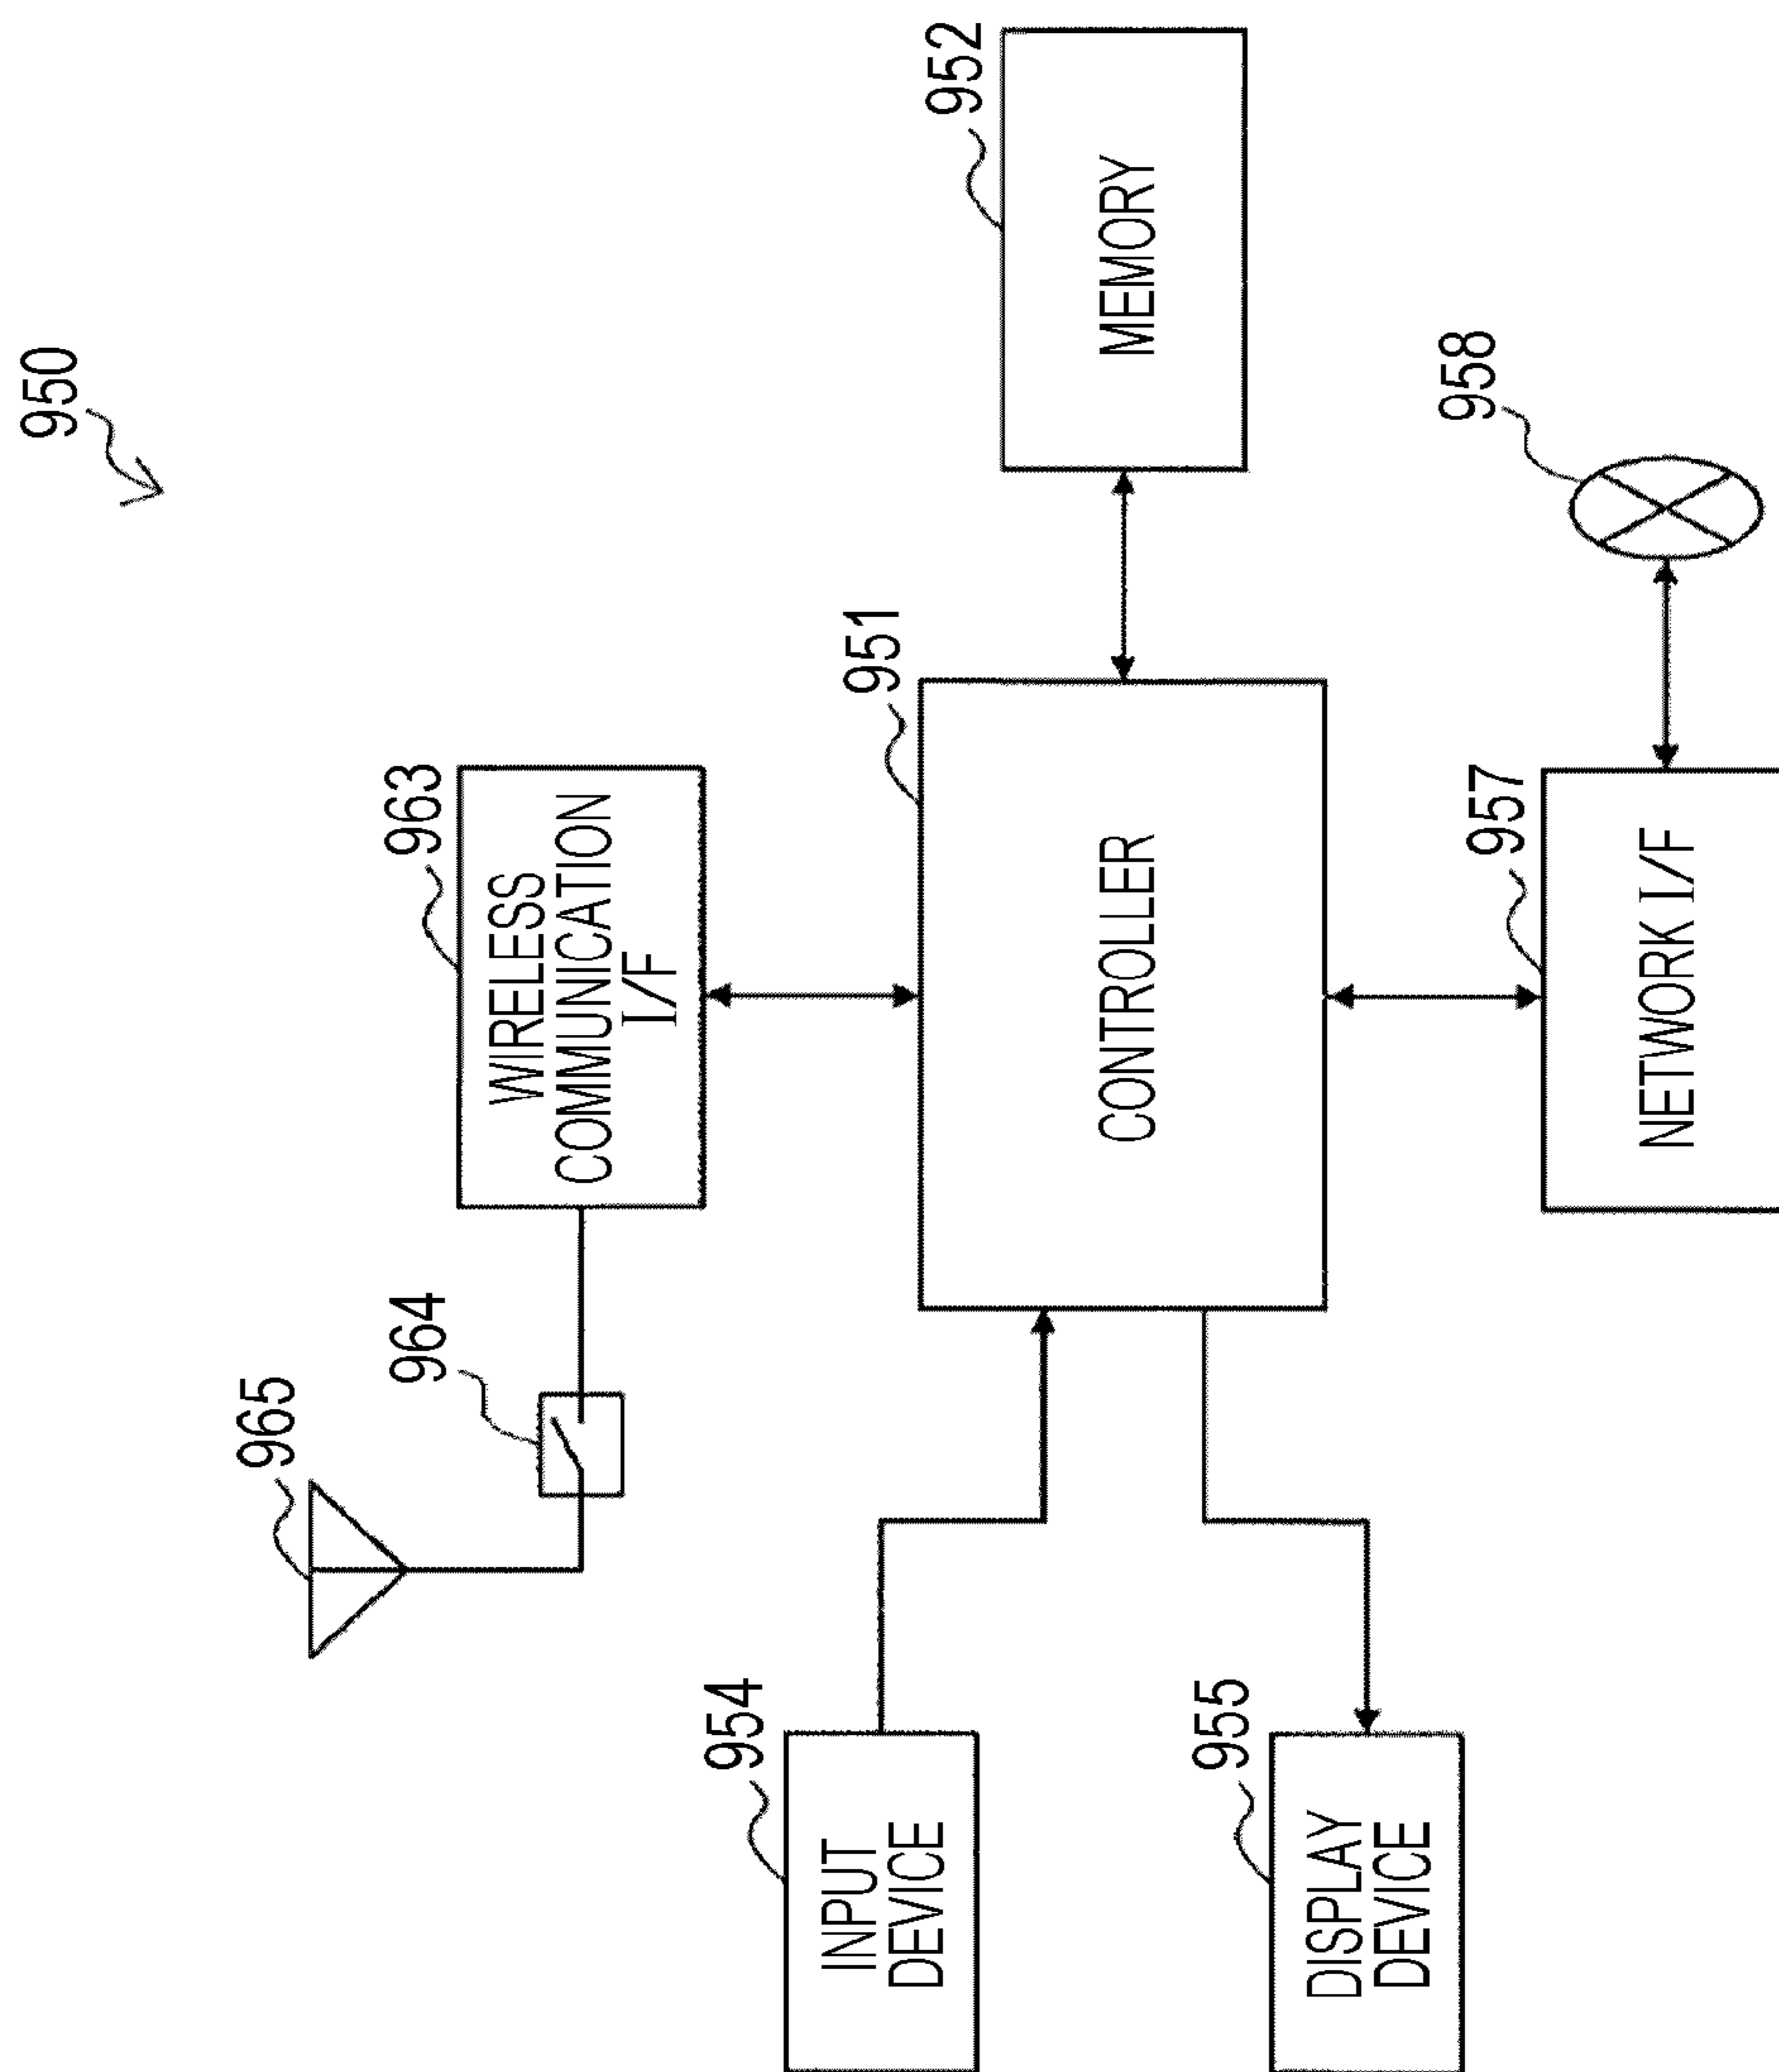 950
965
964
963
WIRELESS
COMMUNICATION
I/F
954
INPUT
DEVICE
951
CONTROLLER
952
MEMORY
955
DISPLAY
DEVICE
957
NETWORK I/F
958